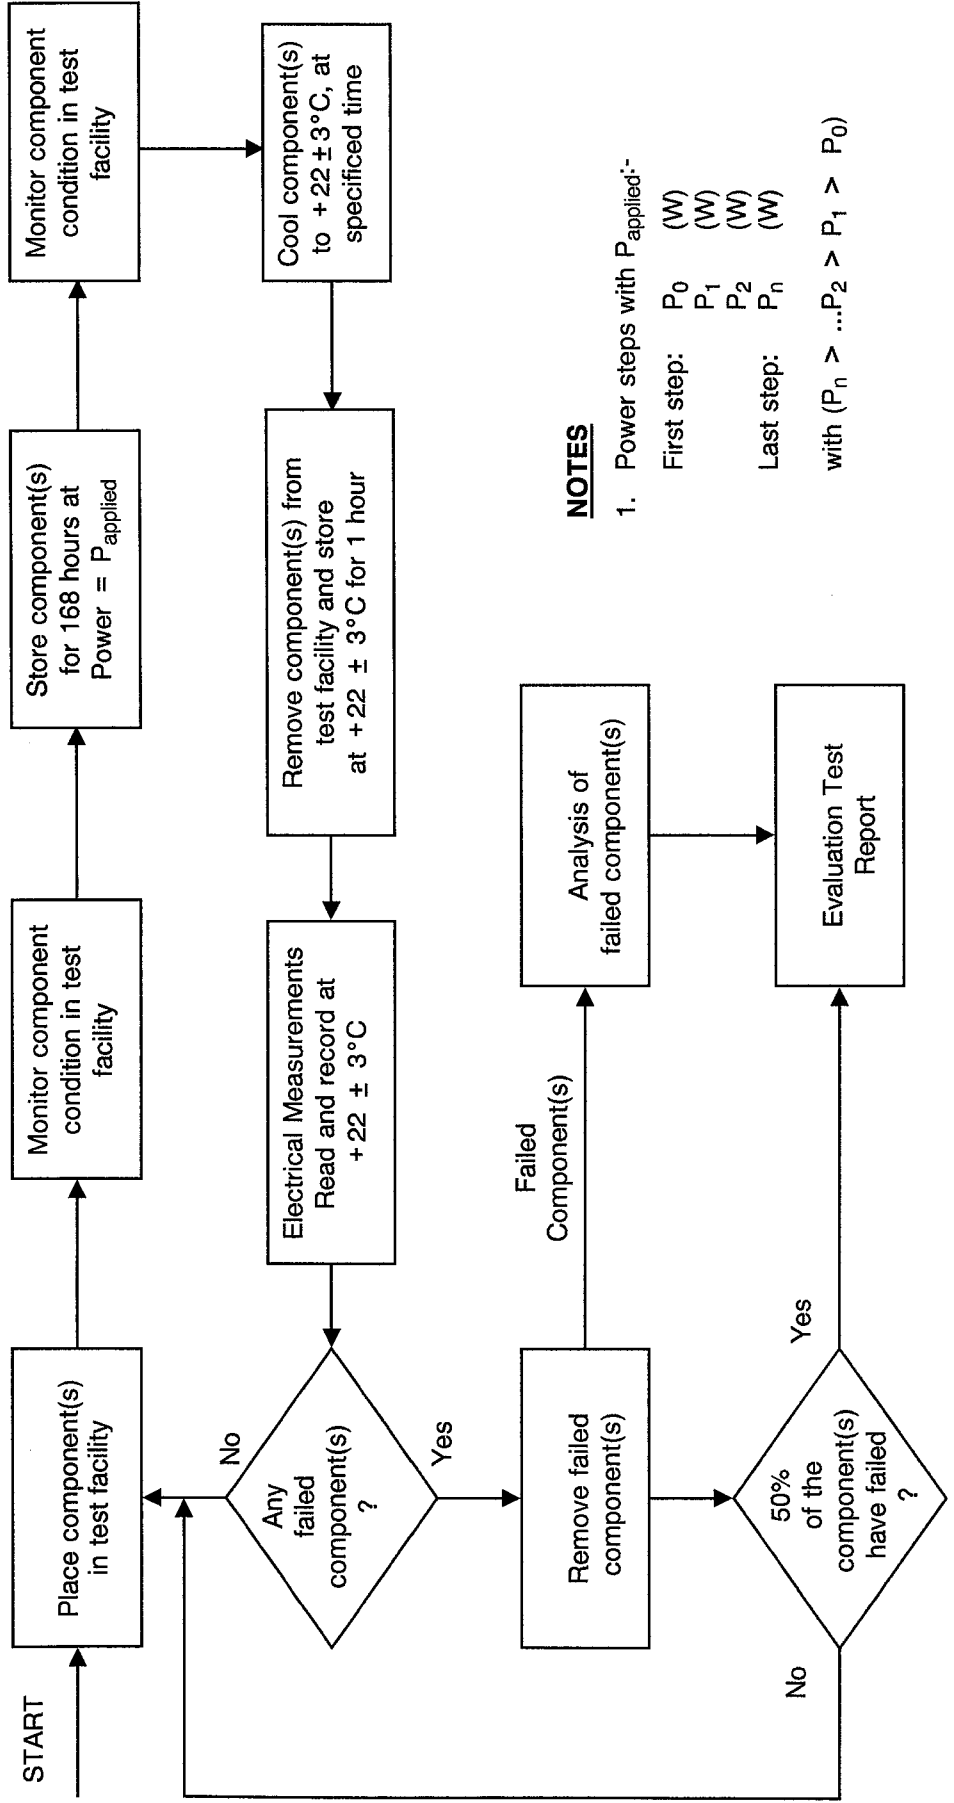 START
Place component(s)
in test facility
Monitor component
condition in test
facility
Store component(s)
for 168 hours at
Power = Papplied
Monitor component
condition in test
facility
Cool component(s)
to +22±3°C, at
specificed time
Remove component(s) from
test facility and store
at +22 ± 3°C for 1 hour
Electrical Measurements
Read and record at
+22 ± 3°C
Any
failed
component(s)
?
No
Yes
Remove failed
component(s)
Failed
Component(s)
Analysis of
failed component(s)
50%
of the
component(s)
have failed
?
No
Yes
Evaluation Test
Report
NOTES
1. Power steps with Papplied:-
First step: P0 (W)
P1 (W)
P2 (W)
Last step: Pn (W)
with (Pn > ...P2 > P1 > P0)